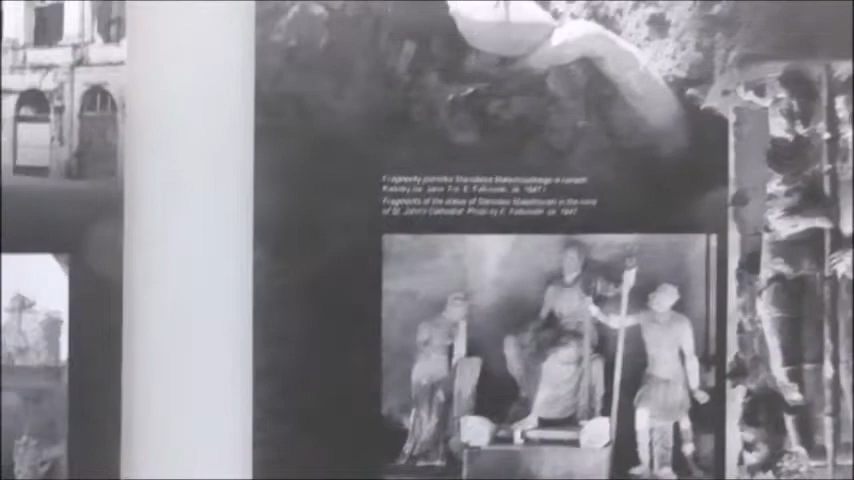 Fragmenty pomnika Stanisława Małachowskiego w ruinach
Katedry św. Jana. Fot. E. Falkowski, ok. 1947 r.
Fragments of the statue of Stanisław Małachowski in the ruins
of St. John's Cathedral. Photo by E. Falkowski, ca. 1947